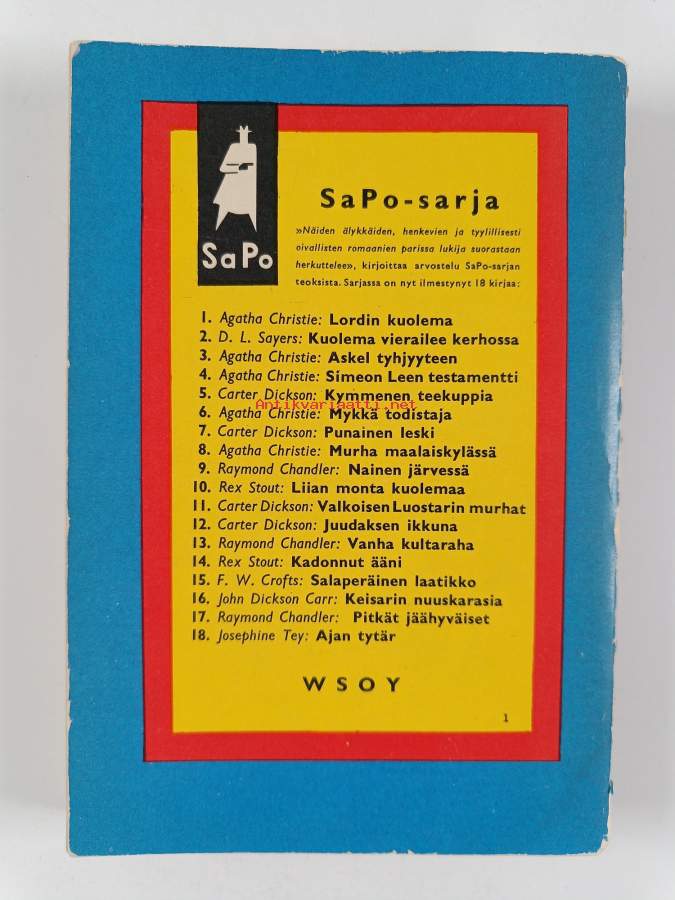 SaPo
SaPo-sarja
»Näiden älykkäiden, henkevien ja tyylillisesti
oivallisten romaanien parissa lukija suorastaan
herkuttelee», kirjoittaa arvostelu SaPo-sarjan
teoksista. Sarjassa on nyt ilmestynyt 18 kirjaa:
1. Agatha Christie: Lordin kuolema
2. D. L. Sayers: Kuolema vierailee kerhossa
3. Agatha Christie: Askel tyhjyyteen
4. Agatha Christie: Simeon Leen testamentti
5. Carter Dickson: Kymmenen teekuppia
Antikvariaatti.net
6. Agatha Christie: Mykkä todistaja
7. Carter Dickson: Punainen leski
8. Agatha Christie: Murha maalaiskylässä
9. Raymond Chandler: Nainen järvessä
10. Rex Stout: Liian monta kuolemaa
11. Carter Dickson: Valkoisen Luostarin murhat
12. Carter Dickson: Juudaksen ikkuna
13. Raymond Chandler: Vanha kultaraha
14. Rex Stout: Kadonnut ääni
15. F. W. Crofts: Salaperäinen laatikko
16. John Dickson Carr: Keisarin nuuskarasia
17. Raymond Chandler: Pitkät jäähyväiset
18. Josephine Tey: Ajan tytär
WSOY
1